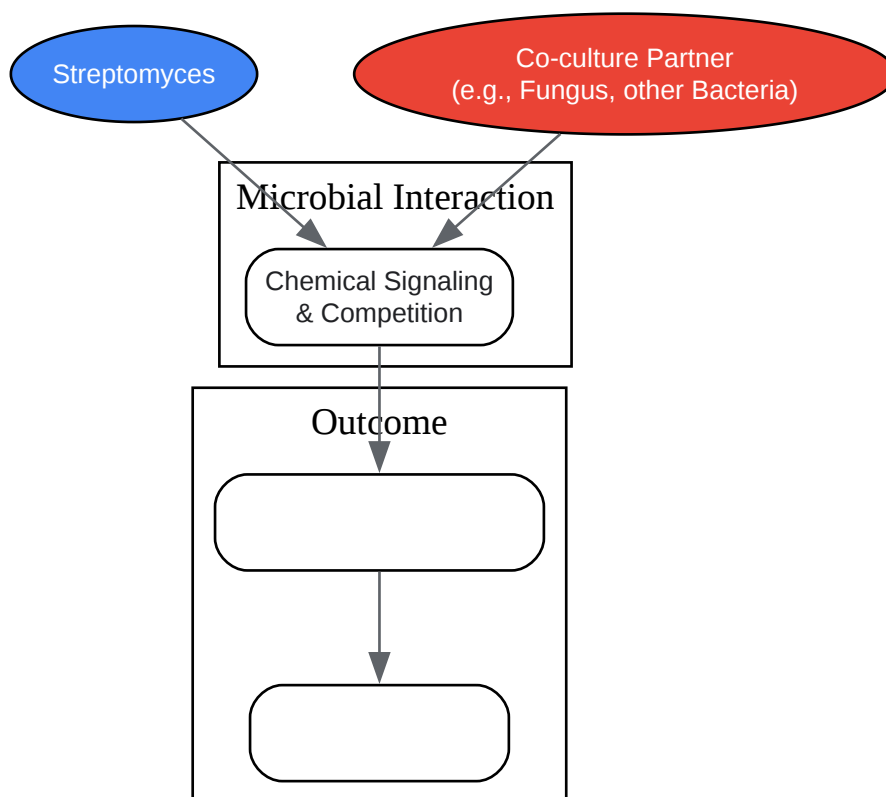 Streptomyces
Co-culture Partner
(e.g., Fungus, other Bacteria)
Microbial Interaction
Chemical Signaling
& Competition
Outcome